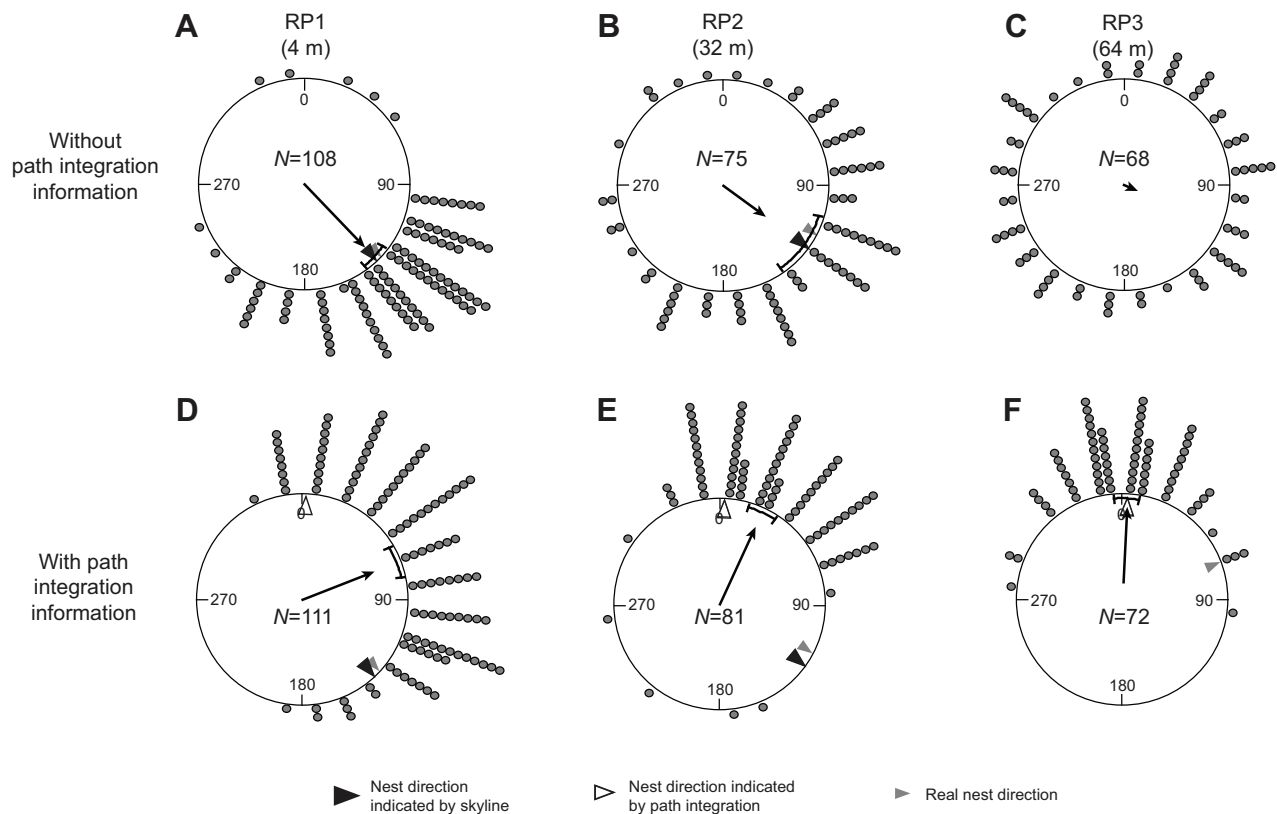 A
RP1
(4 m)
B
RP2
(32 m)
C
RP3
(64 m)
Without
path integration
information
0
N=108
270
90
180
0
N=75
270
90
180
0
N=68
270
90
180
D
E
F
With path
integration
information
0
270
90
N=111
180
0
270
90
N=81
180
0
270
90
N=72
180
Nest direction
indicated by skyline
Nest direction indicated
by path integration
Real nest direction